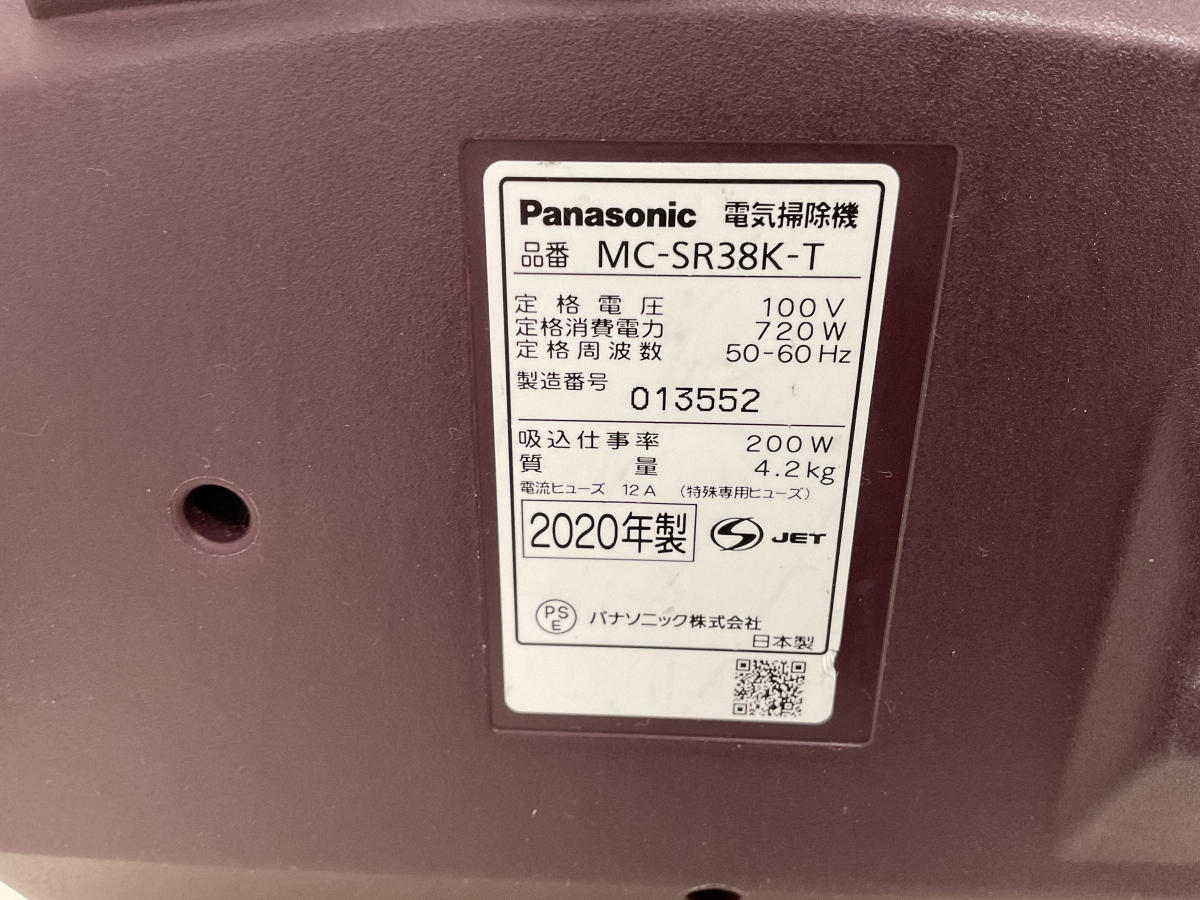 Panasonic 電気掃除機
品番 MC-SR38K-T
定格電圧 100V
定格消費電力 720W
定格周波数 50-60Hz
製造番号 013552
吸込仕事率 200W
質量 4.2kg
電流ヒューズ 12A (特殊専用ヒューズ)
2020年製 S JET
PS
E
パナソニック株式会社
日本製